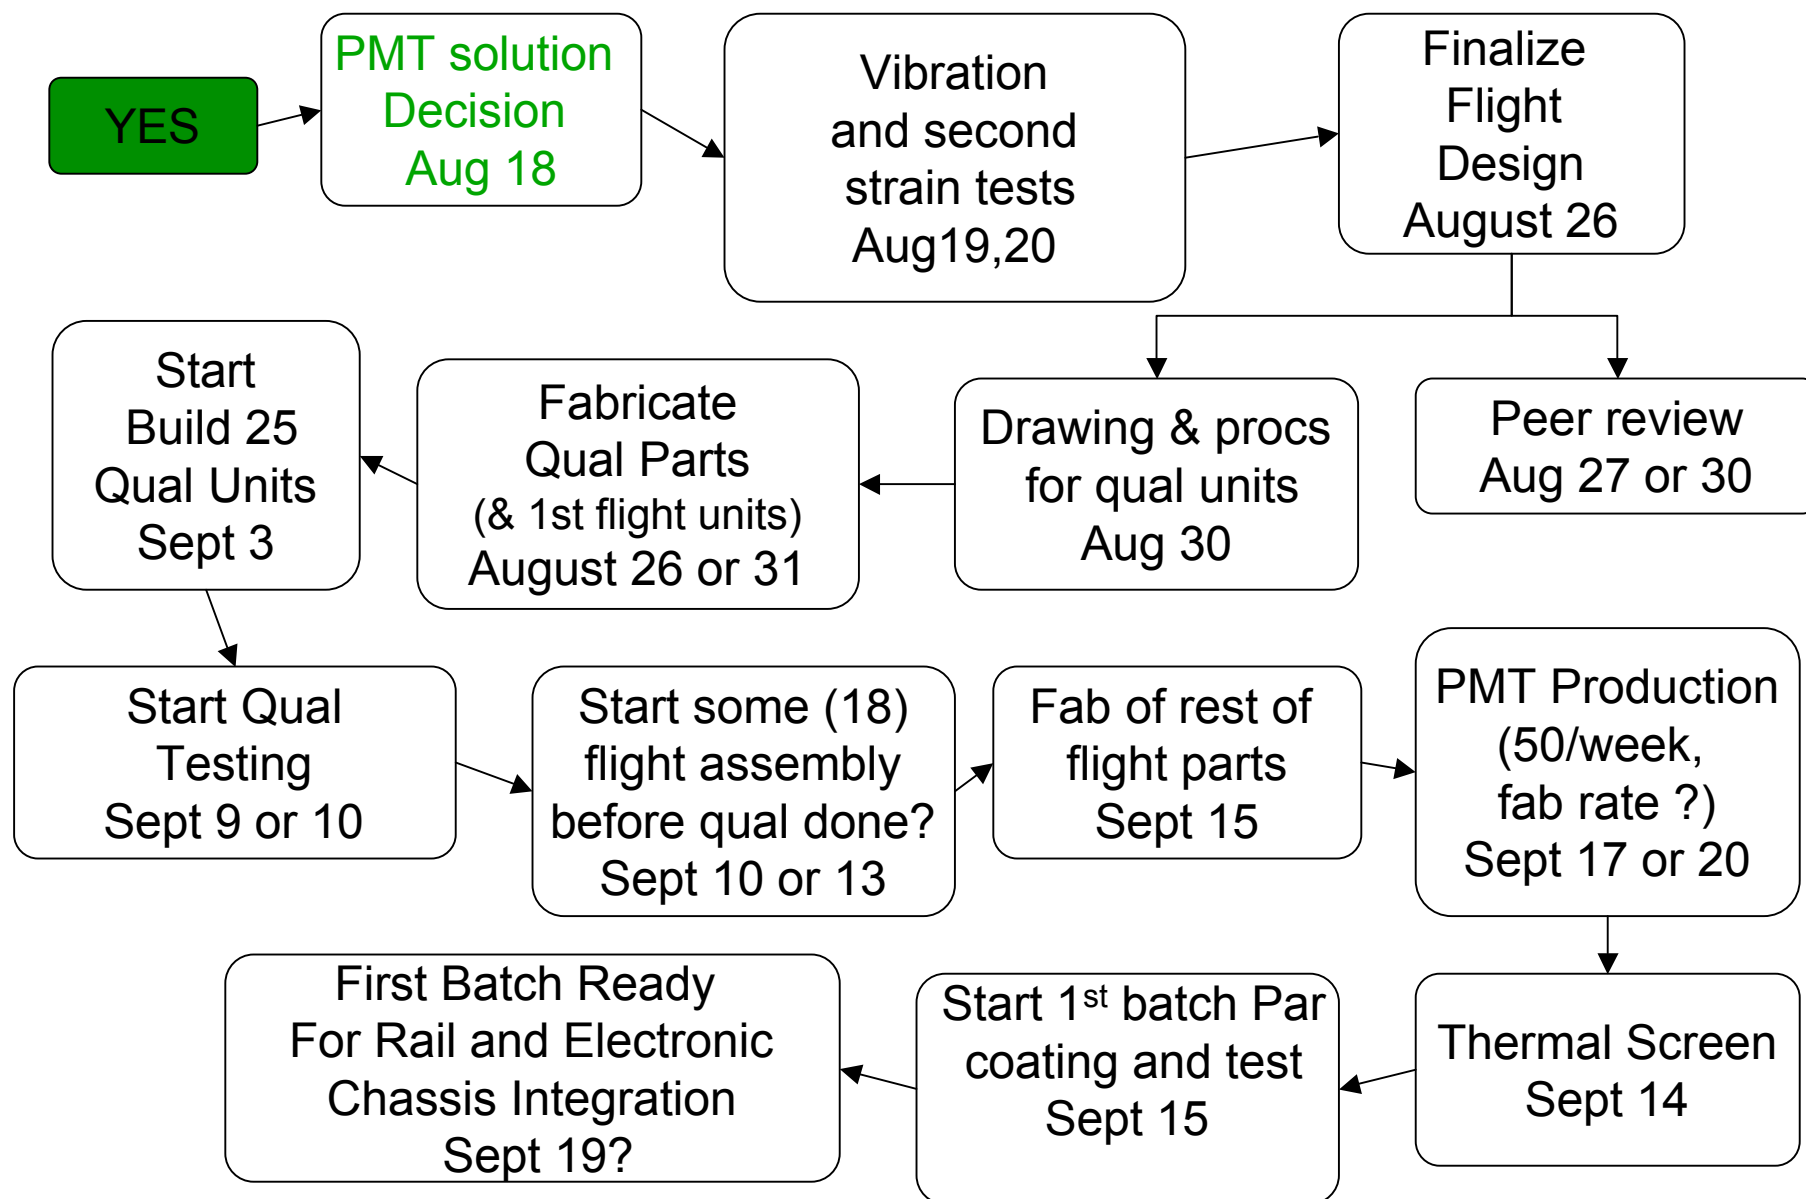 YES
PMT solution
Decision
Aug 18
Vibration
and second
strain tests
Aug19,20
Finalize
Flight
Design
August 26
Start
Build 25
Qual Units
Sept 3
Fabricate
Qual Parts
(& 1st flight units)
August 26 or 31
Drawing & procs
for qual units
Aug 30
Peer review
Aug 27 or 30
Start Qual
Testing
Sept 9 or 10
Start some (18)
flight assembly
before qual done?
Sept 10 or 13
Fab of rest of
flight parts
Sept 15
PMT Production
(50/week,
fab rate ?)
Sept 17 or 20
First Batch Ready
For Rail and Electronic
Chassis Integration
Sept 19?
Start 1st batch Par
coating and test
Sept 15
Thermal Screen
Sept 14